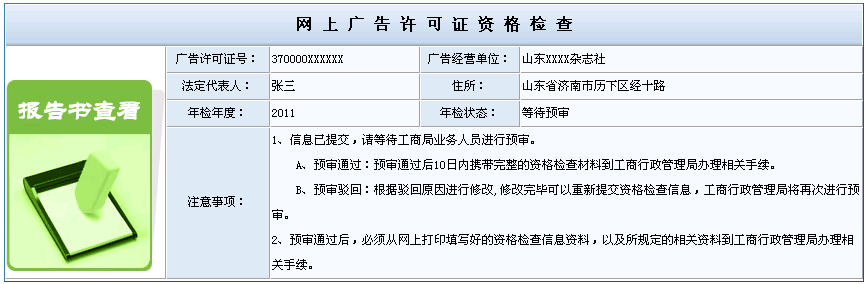 网上广告许可证资格检查
报告书查看
广告许可证号： 370000XXXXXX 广告经营单位： 山东XXXX杂志社
法定代表人： 张三 住所： 山东省济南市历下区经十路
年检年度： 2011 年检状态： 等待预审
注意事项：
1、信息已提交，请等待工商局业务人员进行预审。
A、预审通过：预审通过后10日内携带完整的资格检查材料到工商行政管理局办理相关手续。
B、预审驳回：根据驳回原因进行修改,修改完毕可以重新提交资格检查信息，工商行政管理局将再次进行预
审。
2、预审通过后，必须从网上打印填写好的资格检查信息资料，以及所规定的相关资料到工商行政管理局办理相
关手续。